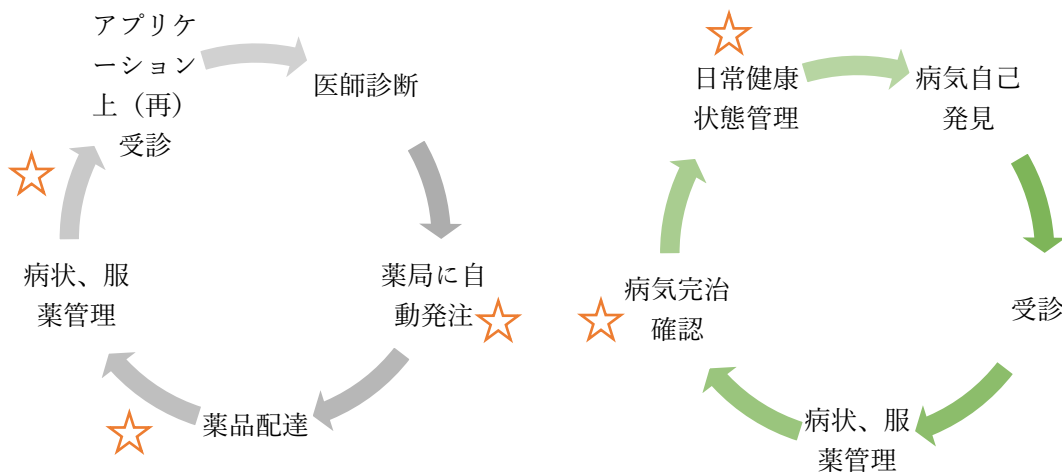 アプリケ
ーション
上（再）
受診
医師診断
薬局に自
動発注
薬品配達
病状、服
薬管理
日常健康
状態管理
病気自己
発見
受診
病状、服
薬管理
病気完治
確認